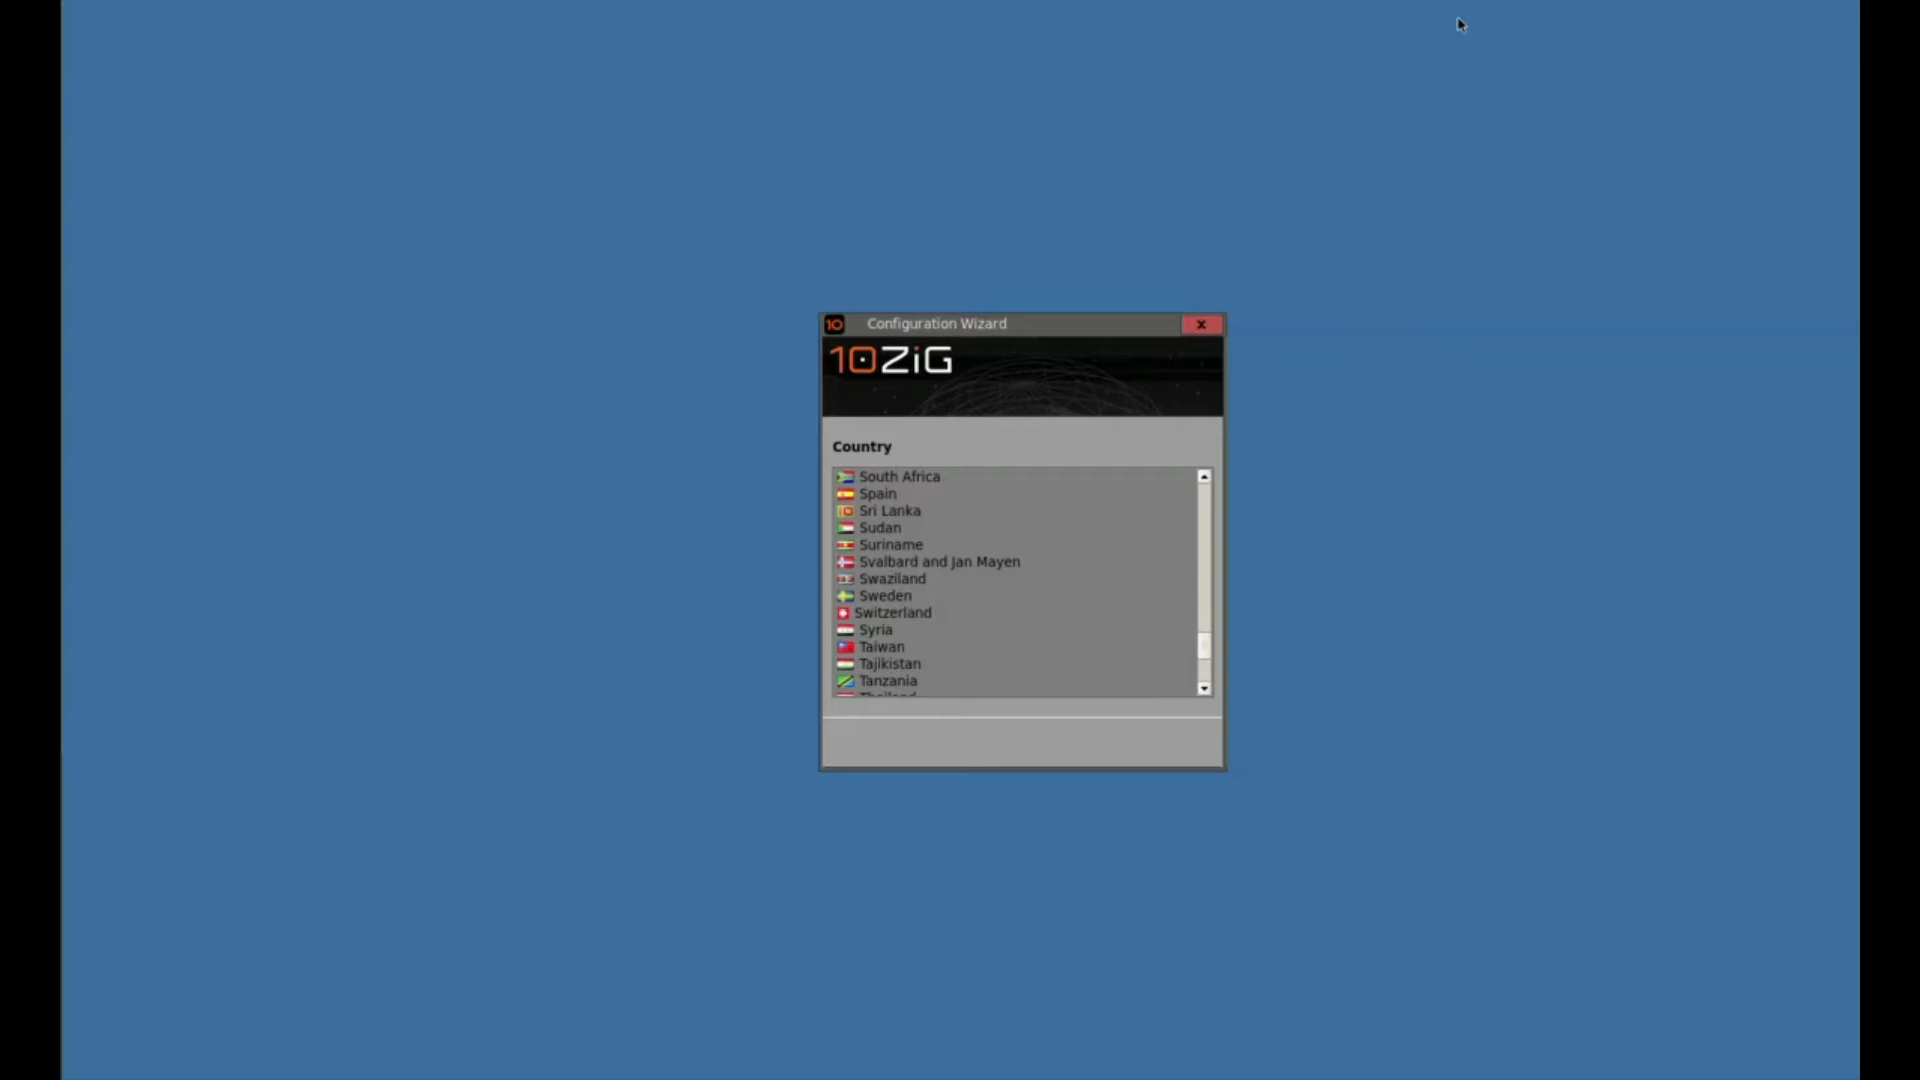 10 Configuration Wizard x
10ZiG
Country
South Africa
Spain
Sri Lanka
Sudan
Suriname
Svalbard and Jan Mayen
Swaziland
Sweden
Switzerland
Syria
Taiwan
Tajikistan
Tanzania